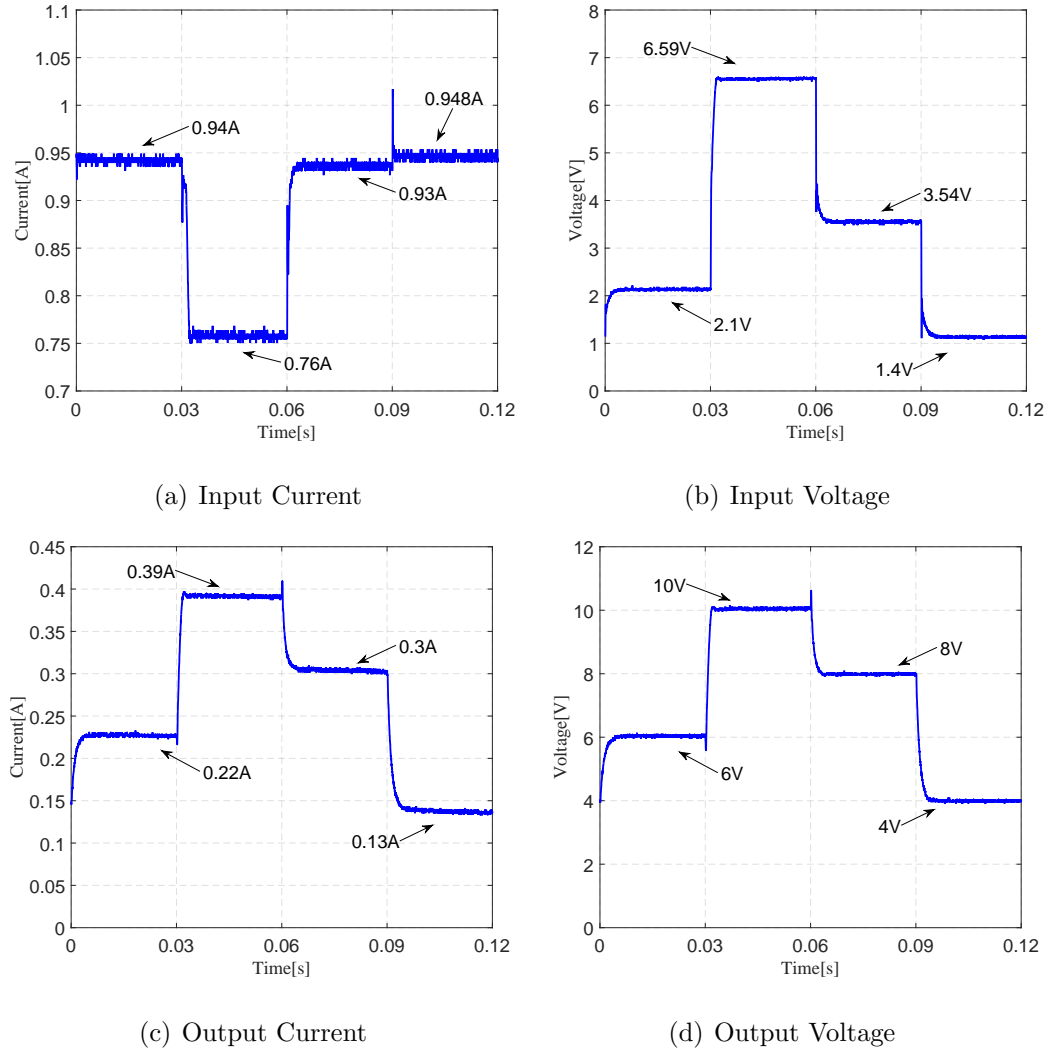 1.1
1.05
1
0.95
0.9
0.85
0.8
0.75
0.7
Current[A]
0.94A
0.948A
0.93A
0.76A
0 0.03 0.06 0.09 0.12
Time[s]
(a) Input Current
8
7
6
5
4
3
2
1
0
Voltage[V]
6.59V
3.54V
2.1V
1.4V
0 0.03 0.06 0.09 0.12
Time[s]
(b) Input Voltage
0.45
0.4
0.35
0.3
0.25
0.2
0.15
0.1
0.05
0
Current[A]
0.39A
0.3A
0.22A
0.13A
0 0.03 0.06 0.09 0.12
Time[s]
(c) Output Current
12
10
8
6
4
2
0
Voltage[V]
10V
8V
6V
4V
0 0.03 0.06 0.09 0.12
Time[s]
(d) Output Voltage